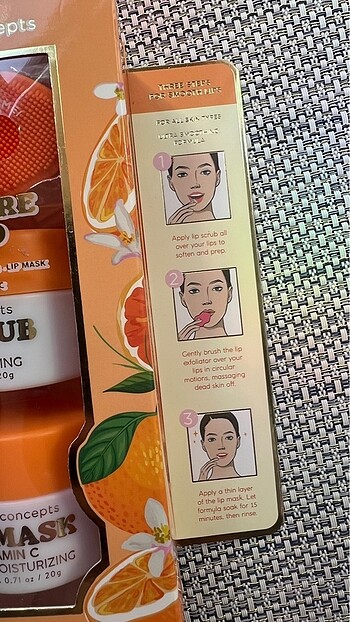 epts
RE
LIP MASK
pts
UB
ING
20g
concepts
MASK
AMIN C
OISTURIZING
0.71 oz / 20g
THREE STEPS
FOR SMOOTH LIPS
FOR ALL SKIN TYPES
ULTRA SMOOTHING
FORMULA
1
Apply lip scrub all
over your lips to
soften and prep.
2
Gently brush the lip
exfoliator over your
lips in circular
motions, massaging
dead skin off.
3
Apply a thin layer
of the lip mask. Let
formula soak for 15
minutes, then rinse.